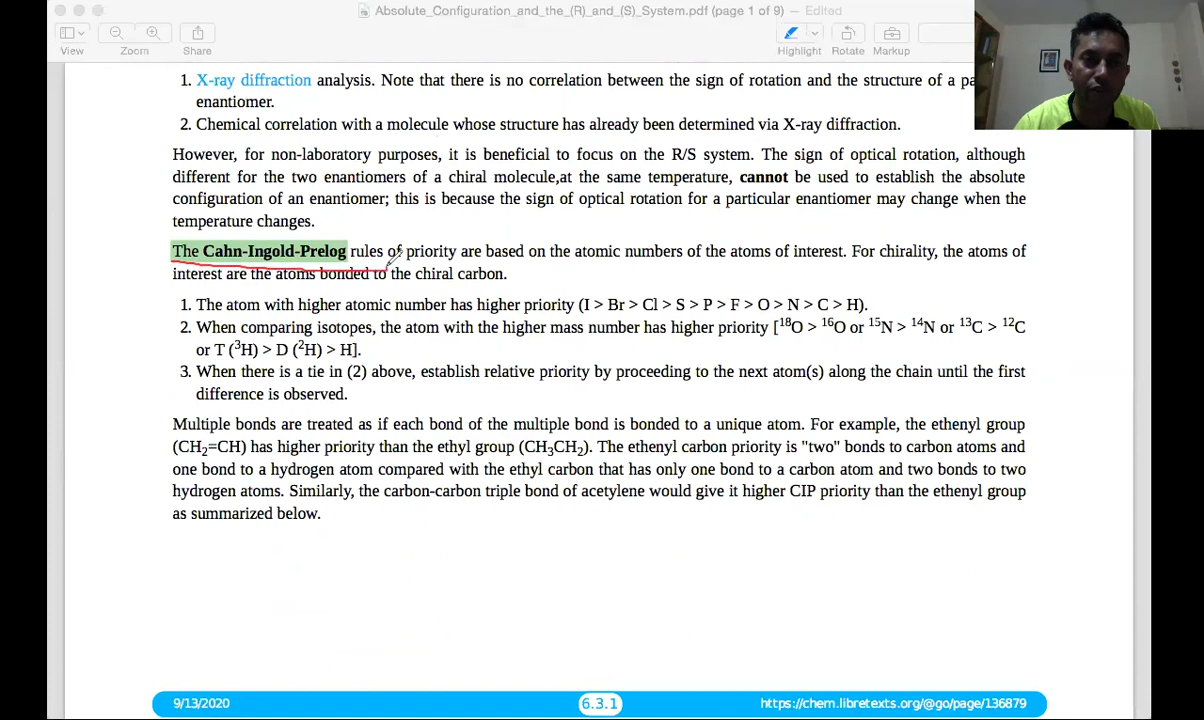 Absolute_Configuration_and_the_(R)_and_(S)_System.pdf (page 1 of 9) — Edited
View Zoom Share Highlight Rotate Markup
1. X-ray diffraction analysis. Note that there is no correlation between the sign of rotation and the structure of a
enantiomer.
2. Chemical correlation with a molecule whose structure has already been determined via X-ray diffraction.
However, for non-laboratory purposes, it is beneficial to focus on the R/S system. The sign of optical rotation, although
different for the two enantiomers of a chiral molecule,at the same temperature, cannot be used to establish the absolute
configuration of an enantiomer; this is because the sign of optical rotation for a particular enantiomer may change when the
temperature changes.
The Cahn-Ingold-Prelog rules of priority are based on the atomic numbers of the atoms of interest. For chirality, the atoms of
interest are the atoms bonded to the chiral carbon.
1. The atom with higher atomic number has higher priority (I > Br > Cl > S > P > F > O > N > C > H).
2. When comparing isotopes, the atom with the higher mass number has higher priority [¹⁸O > ¹⁶O or ¹⁵N > ¹⁴N or ¹³C > ¹²C
or T (³H) > D (²H) > H].
3. When there is a tie in (2) above, establish relative priority by proceeding to the next atom(s) along the chain until the first
difference is observed.
Multiple bonds are treated as if each bond of the multiple bond is bonded to a unique atom. For example, the ethenyl group
(CH₂=CH) has higher priority than the ethyl group (CH₃CH₂). The ethenyl carbon priority is "two" bonds to carbon atoms and
one bond to a hydrogen atom compared with the ethyl carbon that has only one bond to a carbon atom and two bonds to two
hydrogen atoms. Similarly, the carbon-carbon triple bond of acetylene would give it higher CIP priority than the ethenyl group
as summarized below.
9/13/2020 6.3.1 https://chem.libretexts.org/@go/page/136879